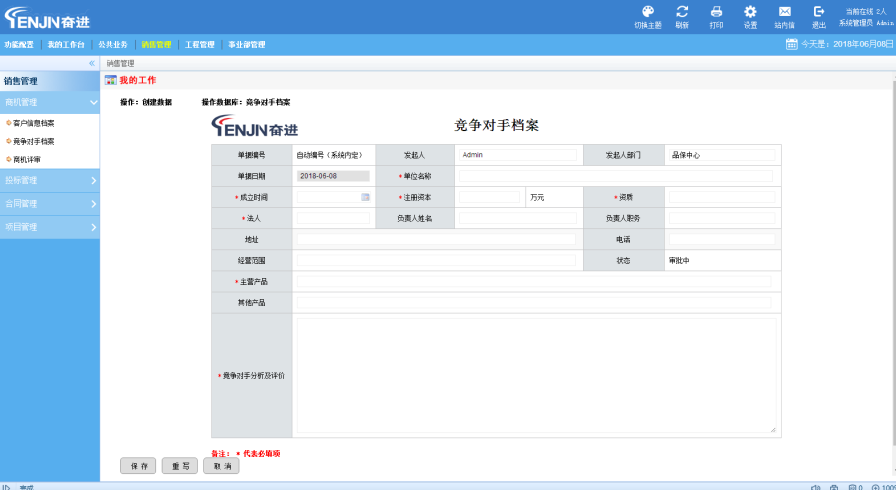 ENJIN奋进
切换主题 刷新 打印 设置 站内信 退出
当前在线 2人
系统管理员 Admin
功能配置 我的工作台 公共业务 销售管理 工程管理 事业部管理
今天是：2018年06月08日
« 销售管理
销售管理
我的工作
商机管理
客户信息档案
竞争对手档案
商机评审
投标管理
合同管理
项目管理
操作：创建数据 操作数据库：竞争对手档案
ENJIN奋进
竞争对手档案
单据编号 自动编号（系统内定） 发起人 Admin 发起人部门 品保中心
单据日期 2018-06-08 *单位名称
*成立时间 *注册资本 万元 *资质
*法人 负责人姓名 负责人职务
地址 电话
经营范围 状态 审批中
*主营产品
其他产品
*竞争对手分析及评价
备注： * 代表必填项
保 存 重 写 取 消
完成 0